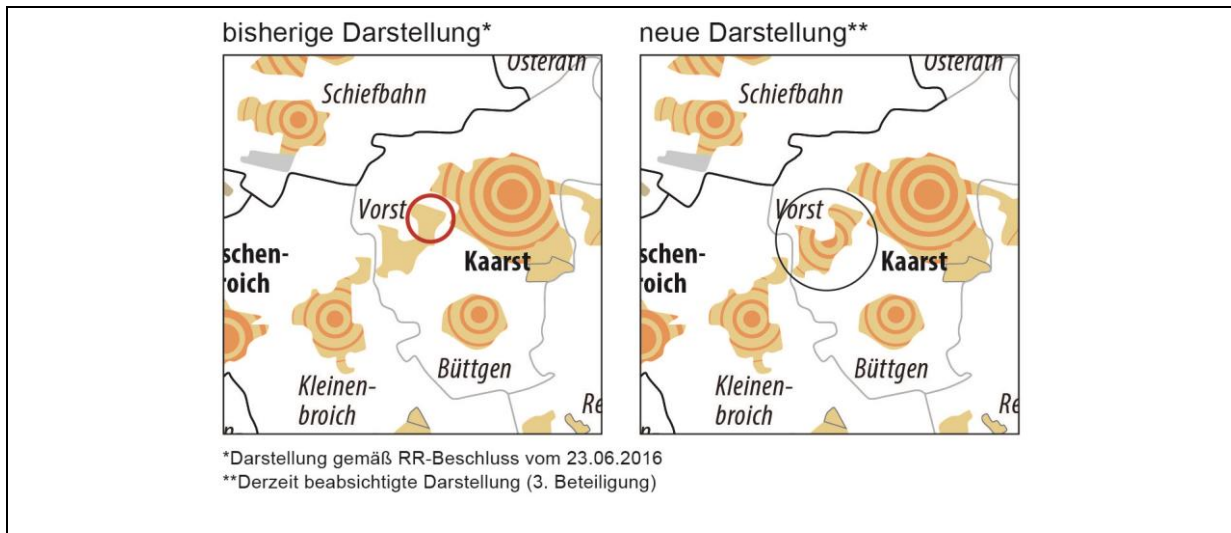 bisherige Darstellung*
neue Darstellung**
Osterath
Schiefbahn
Vorst
schen-
roich
Kaarst
Büttgen
Kleinen-
broich
Re
n
Osterath
Schiefbahn
Vorst
schen-
roich
Kaarst
Büttgen
Kleinen-
broich
Re
n
*Darstellung gemäß RR-Beschluss vom 23.06.2016
**Derzeit beabsichtigte Darstellung (3. Beteiligung)